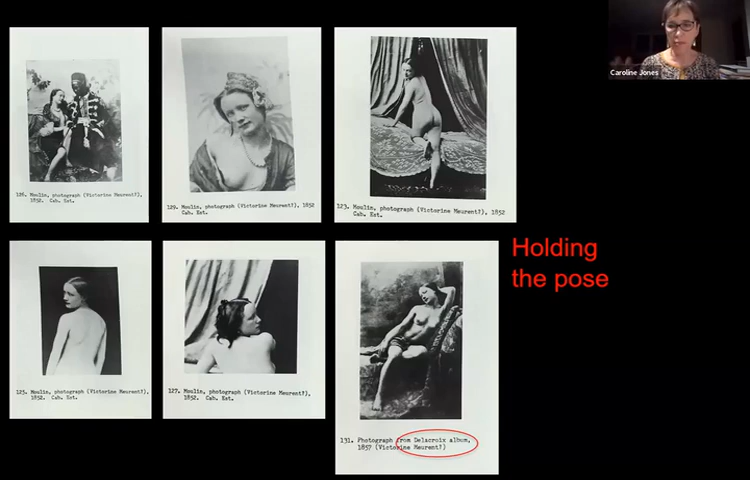 Caroline Jones
126. Moulin, photograph (Victorine Meurent?),
1852. Cab. Est.
129. Moulin, photograph (Victorine Meurent?), 1852
Cab. Est.
123. Moulin, photograph (Victorine Meurent?), 1852
Cab. Est.
Holding
the pose
125. Moulin, photograph (Victorine Meurent?),
1852. Cab. Est.
127. Moulin, photograph (Victorine Meurent?),
1852. Cab. Est.
131. Photograph from Delacroix album,
1857 (Victorine Meurent?)